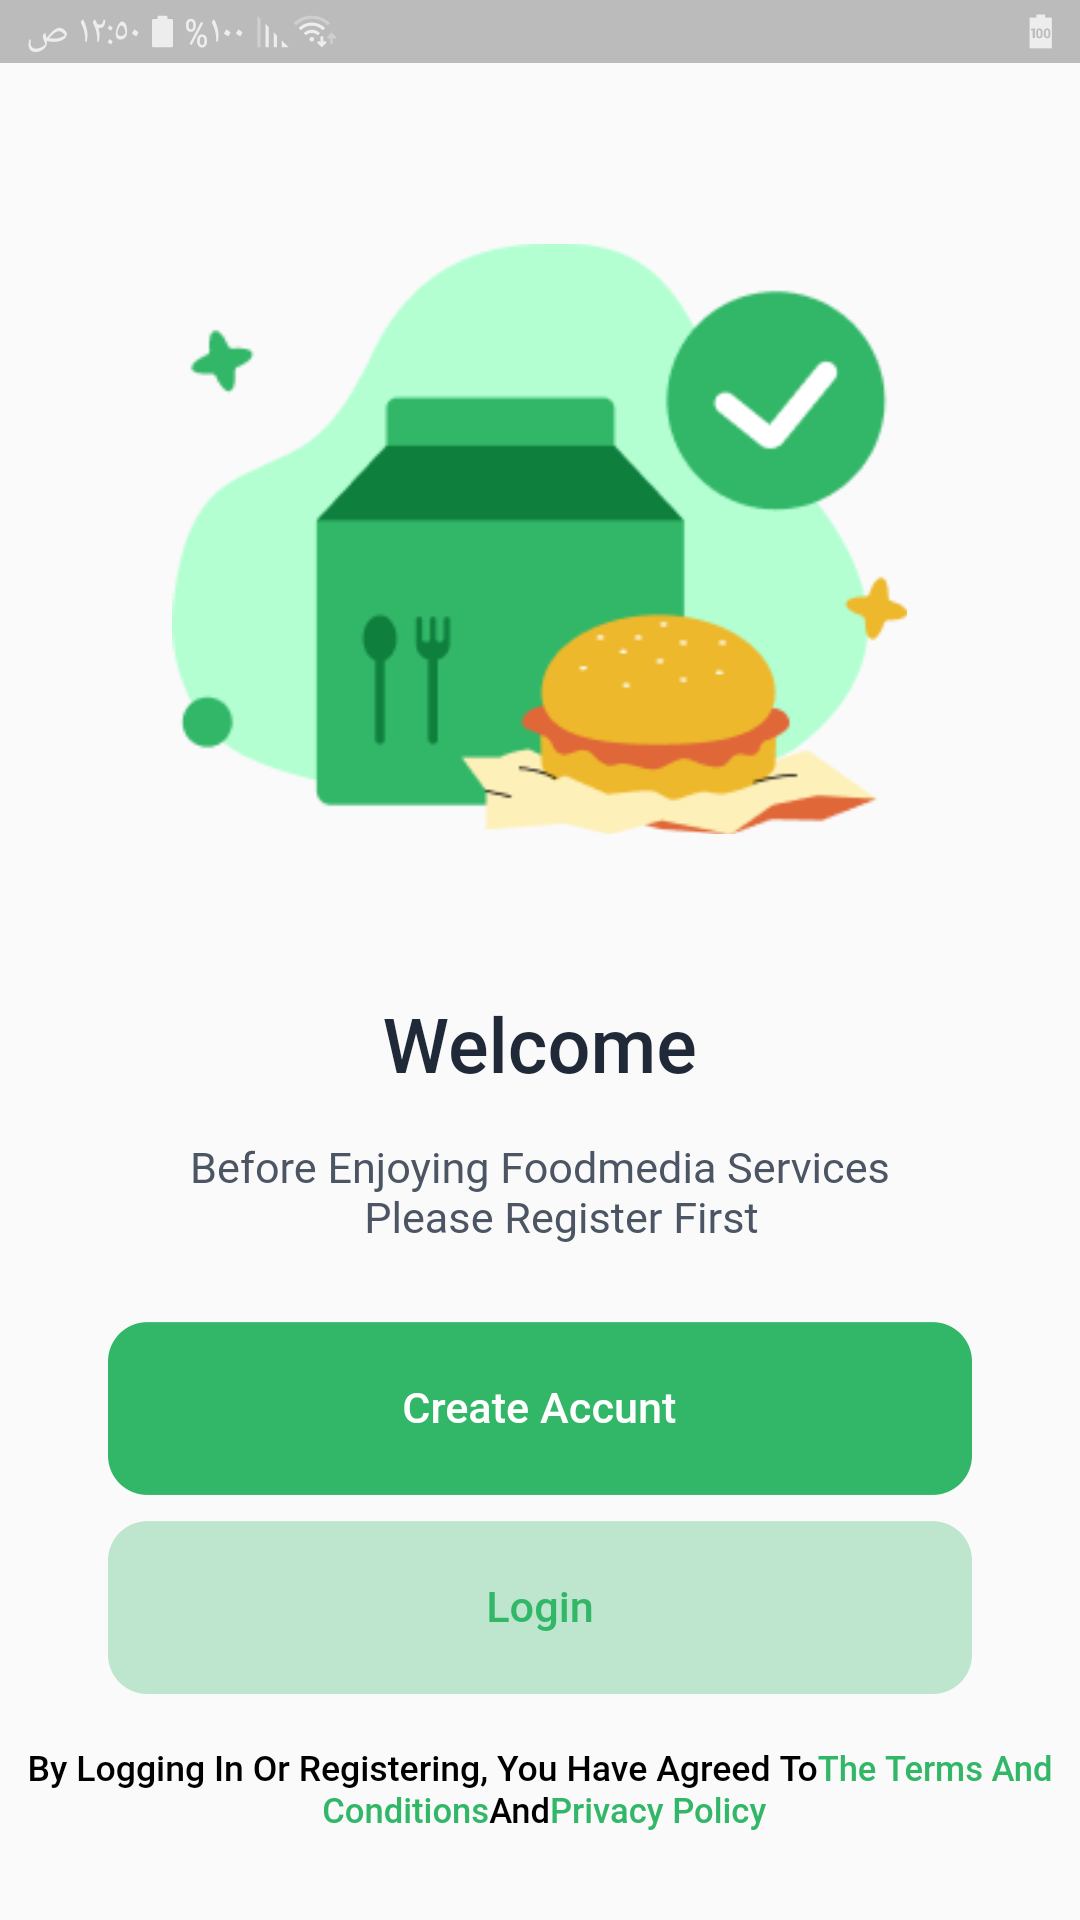 ص ١٢:٥٠ %١٠٠ 100
Welcome
Before Enjoying Foodmedia Services
Please Register First
Create Accunt
Login
By Logging In Or Registering, You Have Agreed ToThe Terms And
ConditionsAndPrivacy Policy